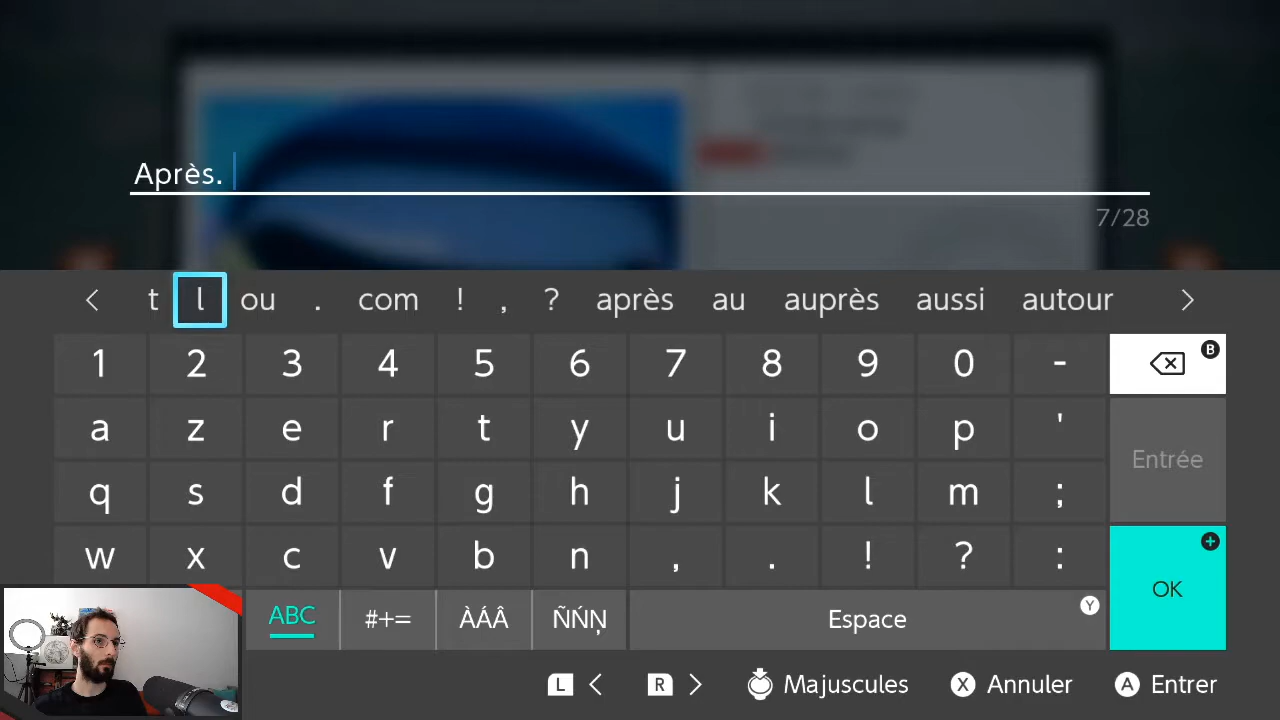 Après.
7/28
< t l ou . com ! , ? après au auprès aussi autour >
1 2 3 4 5 6 7 8 9 0 - B
a z e r t y u i o p '
Entrée
q s d f g h j k l m ;
w x c v b n , . ! ? : +
OK
ABC #+= ÀÁÂ ÑŃŅ Espace Y
L < R > Majuscules X Annuler A Entrer